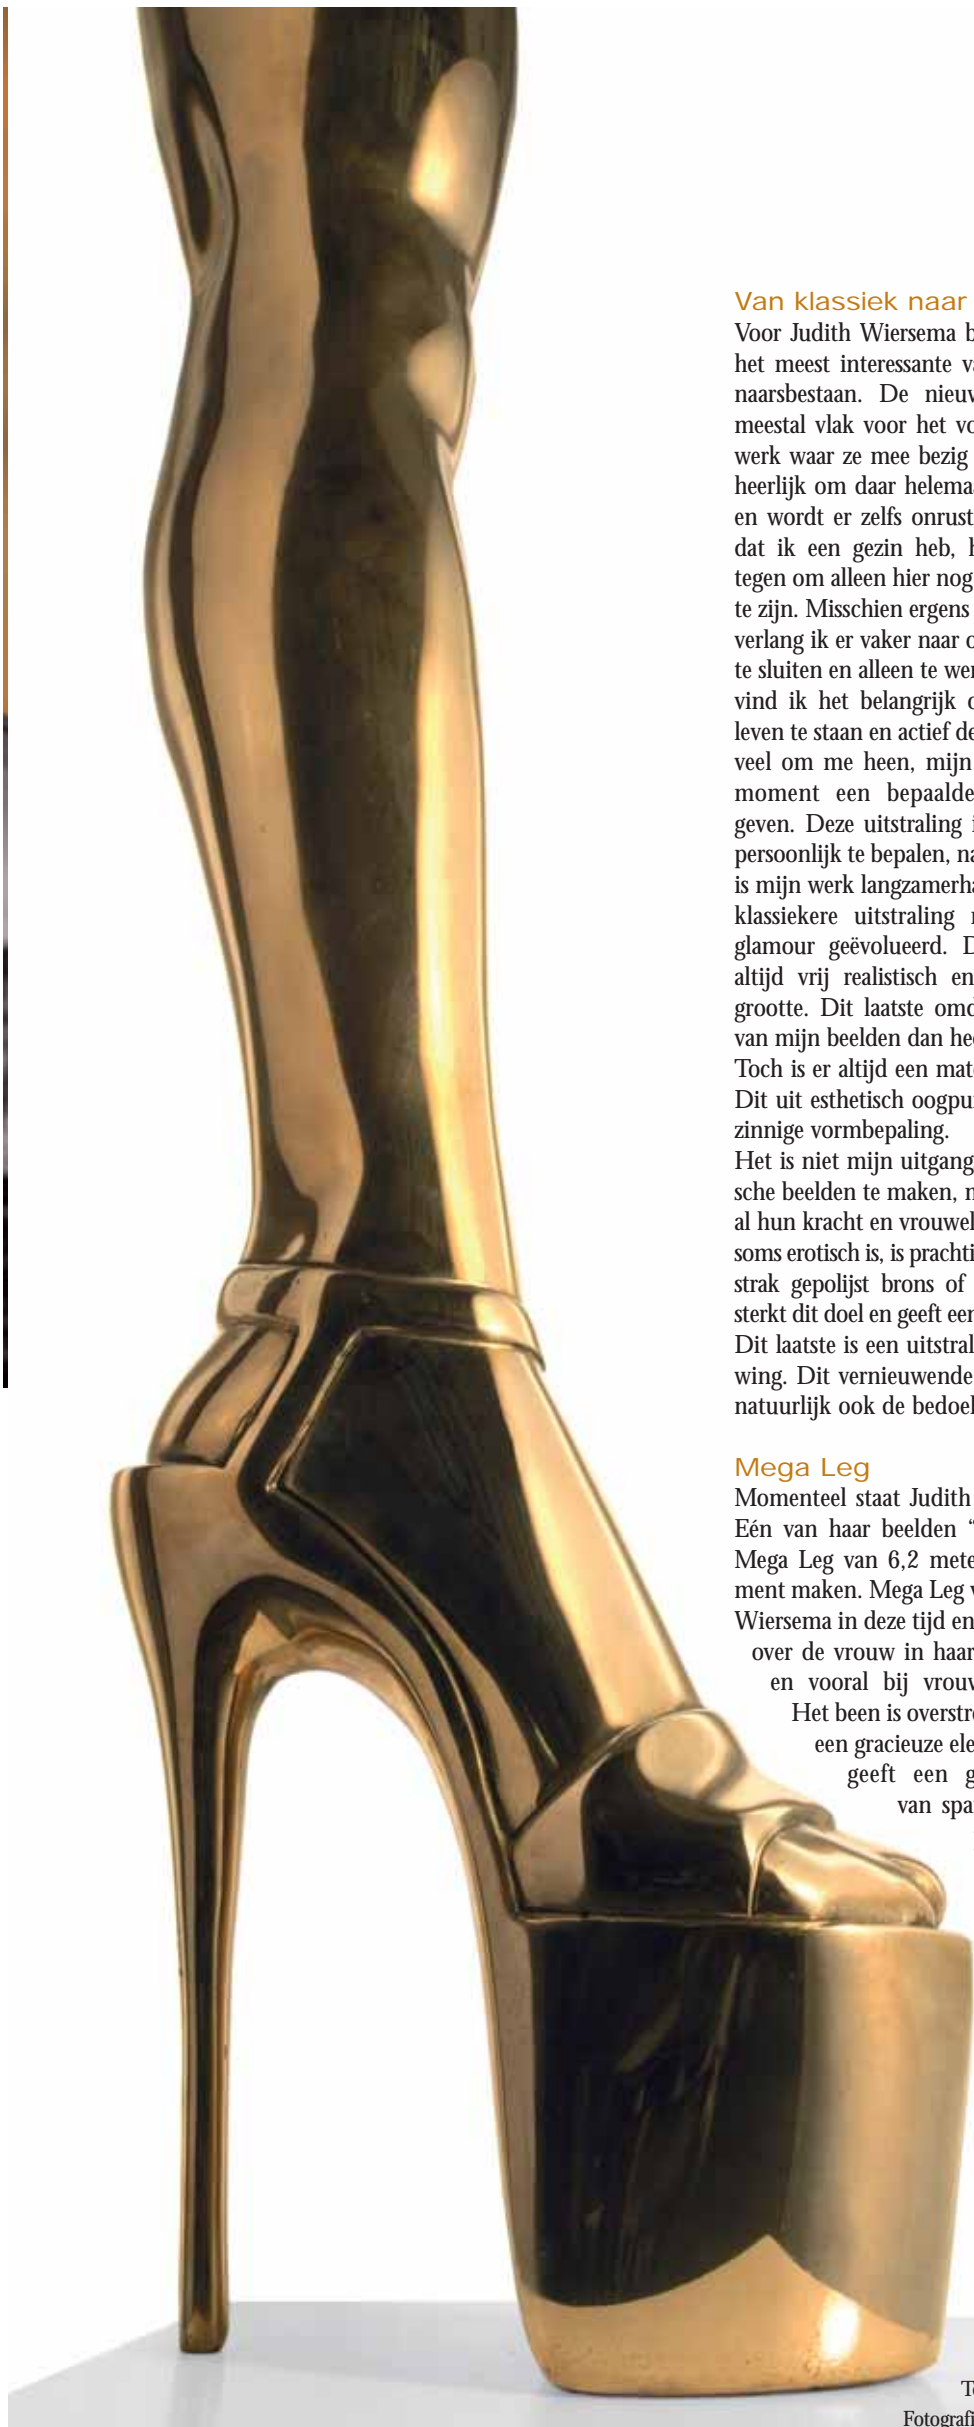 Van klassiek naar
Voor Judith Wiersema b
het meest interessante va
naarsbestaan. De nieuw
meestal vlak voor het vo
werk waar ze mee bezig
heerlijk om daar helemaa
en wordt er zelfs onrust
dat ik een gezin heb, h
tegen om alleen hier nog
te zijn. Misschien ergens
verlang ik er vaker naar o
te sluiten en alleen te wer
vind ik het belangrijk o
leven te staan en actief de
veel om me heen, mijn
moment een bepaalde
geven. Deze uitstraling i
persoonlijk te bepalen, na
is mijn werk langzamerha
klassiekere uitstraling n
glamour geëvolueerd. D
altijd vrij realistisch en
grootte. Dit laatste omd
van mijn beelden dan hee
Toch is er altijd een mate
Dit uit esthetisch oogpun
zinnige vormbepaling.
Het is niet mijn uitgang
sche beelden te maken, m
al hun kracht en vrouwel
soms erotisch is, is prachti
strak gepolijst brons of
sterkt dit doel en geeft een
Dit laatste is een uitstral
wing. Dit vernieuwende
natuurlijk ook de bedoel
Mega Leg
Momenteel staat Judith
Eén van haar beelden “
Mega Leg van 6,2 mete
ment maken. Mega Leg v
Wiersema in deze tijd en
over de vrouw in haar
en vooral bij vrouw
Het been is overstre
een gracieuze ele
geeft een g
van spa
Te
Fotografi